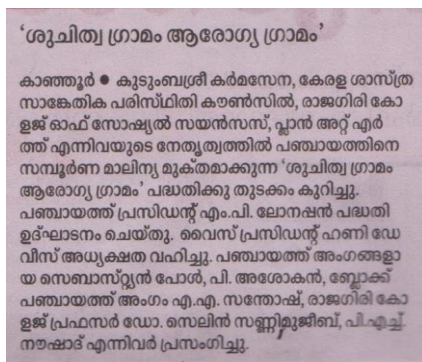 ‘ശുചിത്വ ഗ്രാമം ആരോഗ്യ ഗ്രാമം’
കാഞ്ഞൂർ ● കുടുംബശ്രീ കർമസേന, കേരള ശാസ്ത്ര
സാങ്കേതിക പരിസ്ഥിതി കൗൺസിൽ, രാജഗിരി കോ
ളജ് ഓഫ് സോഷ്യൽ സയൻസസ്, പ്ലാൻ അറ്റ് എർ
ത്ത് എന്നിവയുടെ നേതൃത്വത്തിൽ പഞ്ചായത്തിനെ
സമ്പൂർണ മാലിന്യ മുക്തമാക്കുന്ന ‘ശുചിത്വ ഗ്രാമം
ആരോഗ്യ ഗ്രാമം’ പദ്ധതിക്കു തുടക്കം കുറിച്ചു.
പഞ്ചായത്ത് പ്രസിഡന്റ് എം.പി. ലോനപ്പൻ പദ്ധതി
ഉദ്ഘാടനം ചെയ്തു. വൈസ് പ്രസിഡന്റ് ഹണി ഡേ
വീസ് അധ്യക്ഷത വഹിച്ചു. പഞ്ചായത്ത് അംഗങ്ങളാ
യ സെബാസ്റ്റ്യൻ പോൾ, പി. അശോകൻ, ബ്ലോക്ക്
പഞ്ചായത്ത് അംഗം എ.എ. സന്തോഷ്, രാജഗിരി കോ
ളജ് പ്രഫസർ ഡോ. സെലിൻ സണ്ണി,മുജീബ്, പി.എച്ച്.
നൗഷാദ് എന്നിവർ പ്രസംഗിച്ചു.